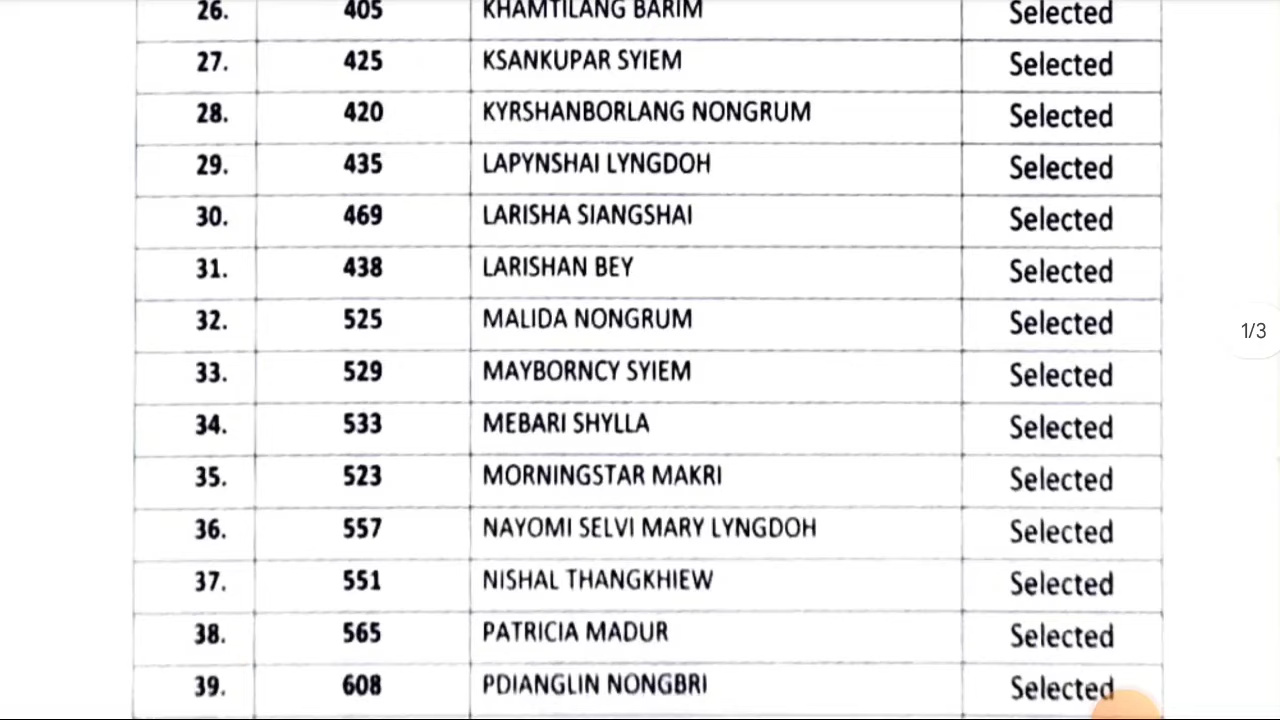 26. 405 KHAMTILANG BARIM Selected
27. 425 KSANKUPAR SYIEM Selected
28. 420 KYRSHANBORLANG NONGRUM Selected
29. 435 LAPYNSHAI LYNGDOH Selected
30. 469 LARISHA SIANGSHAI Selected
31. 438 LARISHAN BEY Selected
32. 525 MALIDA NONGRUM Selected
1/3
33. 529 MAYBORNCY SYIEM Selected
34. 533 MEBARI SHYLLA Selected
35. 523 MORNINGSTAR MAKRI Selected
36. 557 NAYOMI SELVI MARY LYNGDOH Selected
37. 551 NISHAL THANGKHIEW Selected
38. 565 PATRICIA MADUR Selected
39. 608 PDIANGLIN NONGBRI Selected